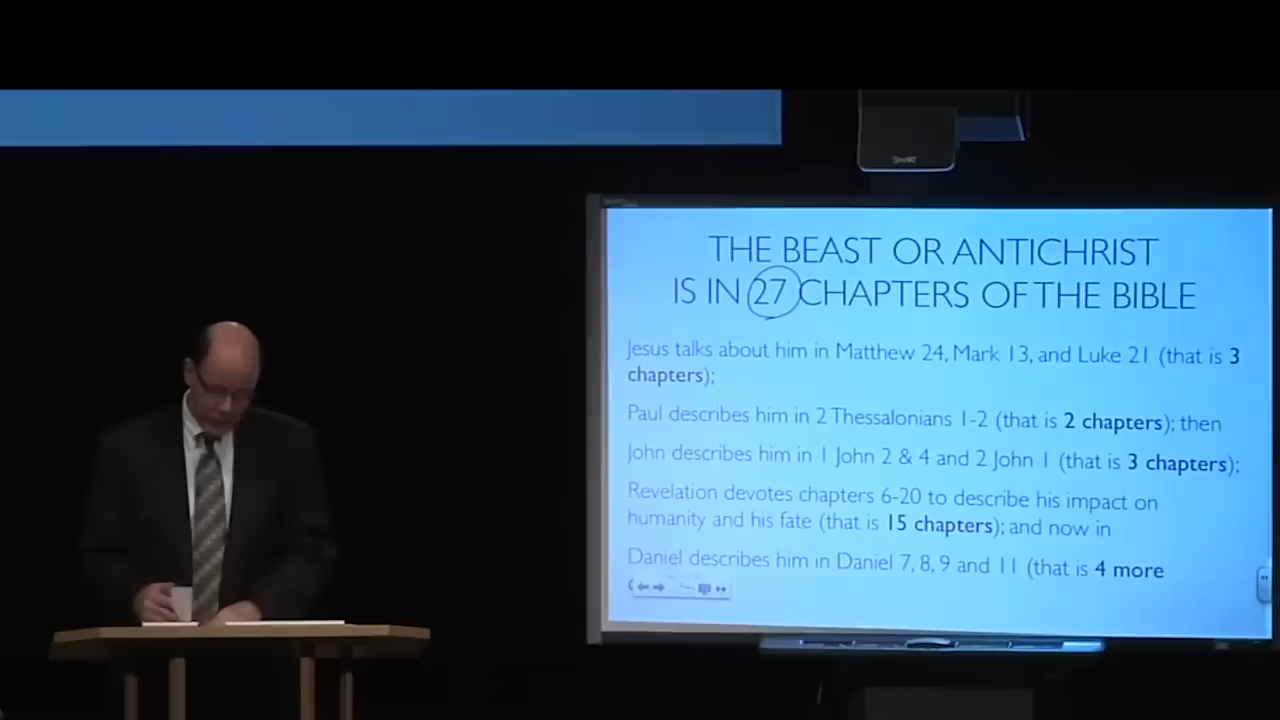 SMART
THE BEAST OR ANTICHRIST
IS IN 27 CHAPTERS OF THE BIBLE
Jesus talks about him in Matthew 24, Mark 13, and Luke 21 (that is 3
chapters);
Paul describes him in 2 Thessalonians 1-2 (that is 2 chapters); then
John describes him in 1 John 2 & 4 and 2 John 1 (that is 3 chapters);
Revelation devotes chapters 6-20 to describe his impact on
humanity and his fate (that is 15 chapters); and now in
Daniel describes him in Daniel 7, 8, 9 and 11 (that is 4 more